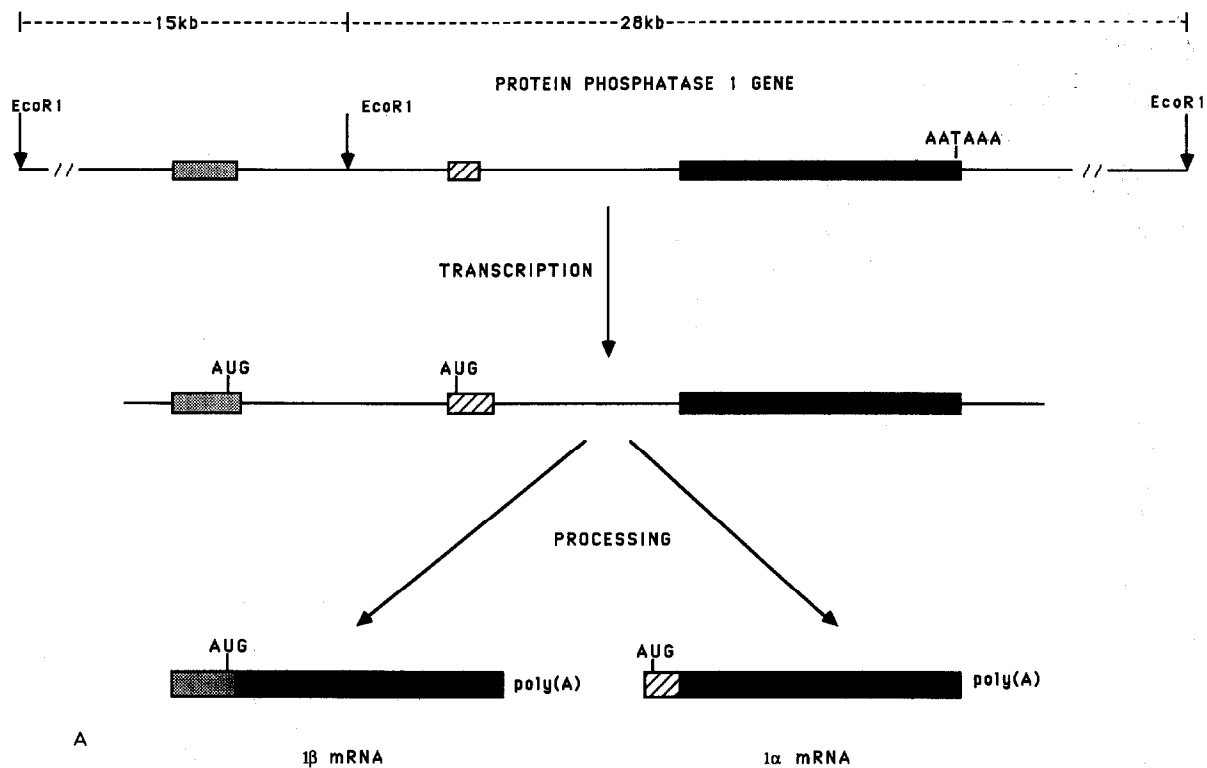 15kb 28kb
PROTEIN PHOSPHATASE 1 GENE
EcoR1 EcoR1 EcoR1
AATAAA
TRANSCRIPTION
AUG AUG
PROCESSING
AUG AUG
poly(A) poly(A)
A
1β mRNA 1α mRNA